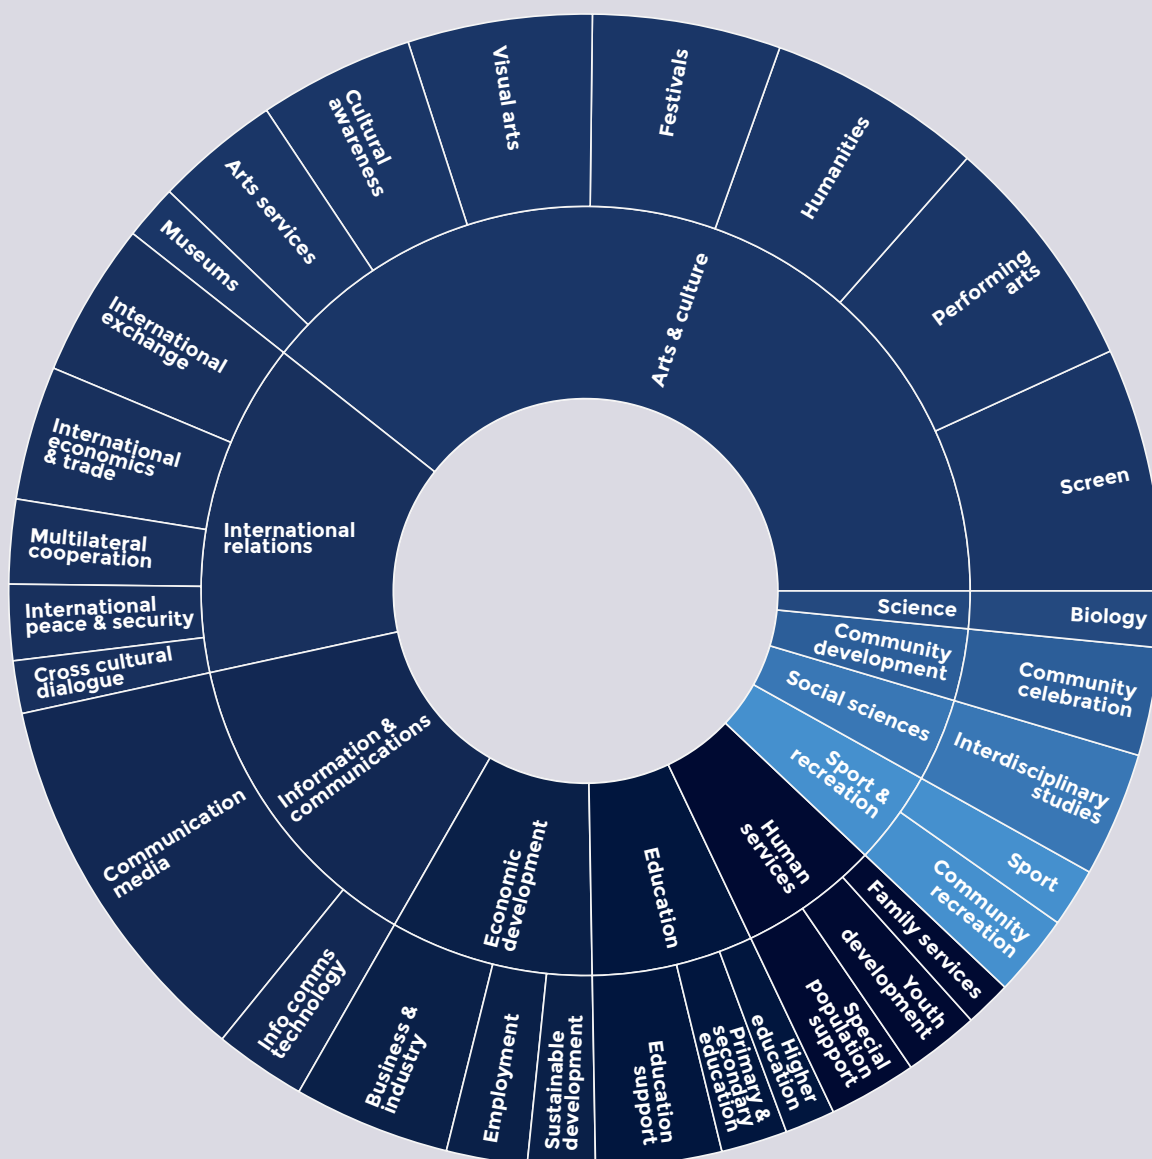 Arts & culture
Screen
Performing
arts
Humanities
Festivals
Visual arts
Cultural
awareness
Arts services
Museums
International
relations
International
exchange
International
economics
& trade
Multilateral
cooperation
International
peace & security
Cross cultural
dialogue
Information &
communications
Communication
media
Info comms
technology
Economic
development
Business &
industry
Employment
Sustainable
development
Education
Education
support
Primary &
secondary
education
Higher
education
Human
services
Special
population
support
Youth
development
Family services
Sport &
recreation
Community
recreation
Sport
Social sciences
Interdisciplinary
studies
Community
development
Community
celebration
Science
Biology